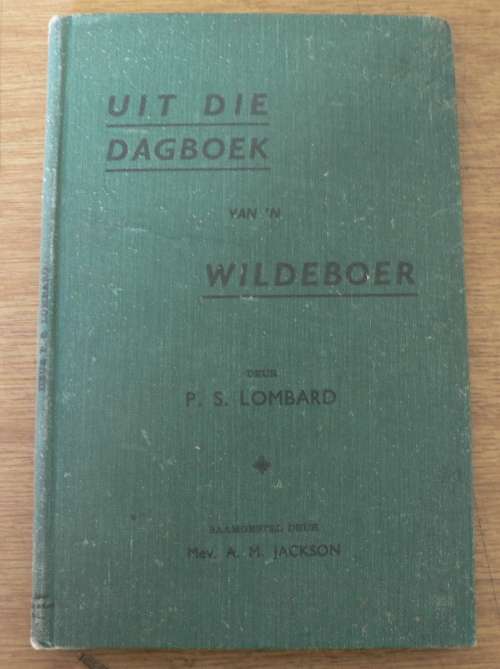 UIT DIE
DAGBOEK
VAN 'N
WILDEBOER
DEUR
P. S. LOMBARD
SAAMGESTEL DEUR
Mev. A. M. JACKSON